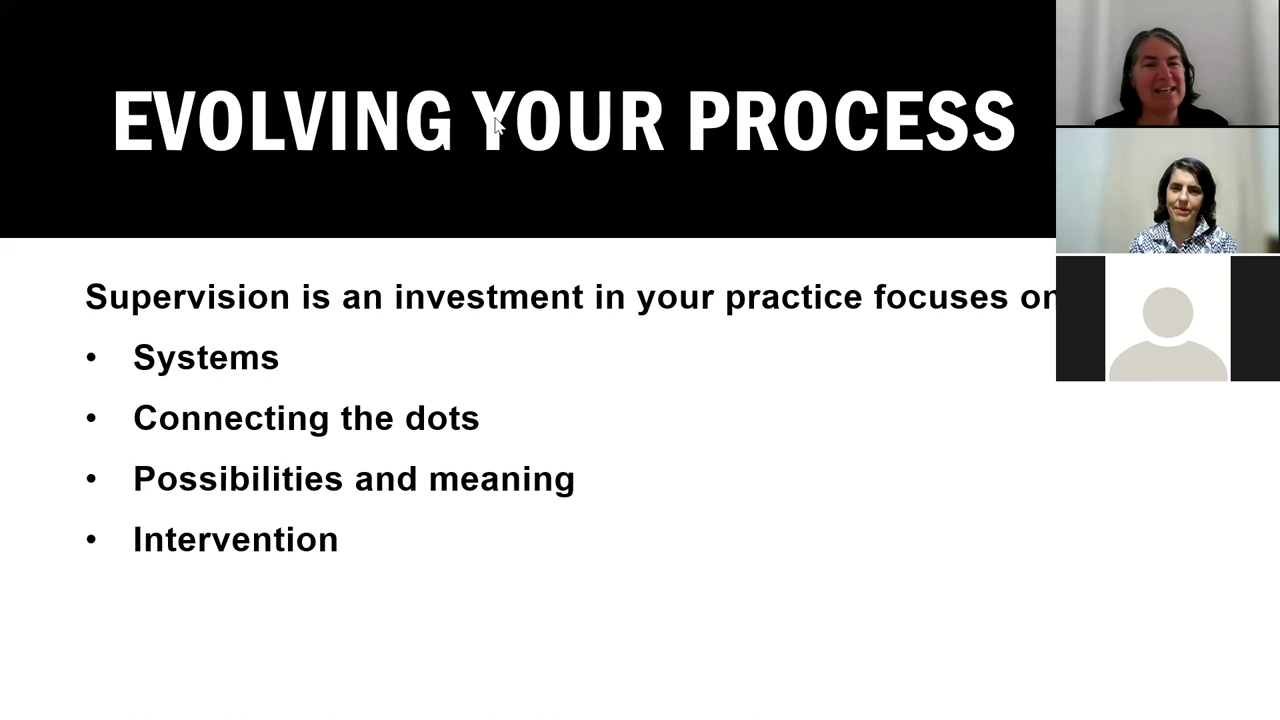 EVOLVING YOUR PROCESS
Supervision is an investment in your practice focuses on
• Systems
• Connecting the dots
• Possibilities and meaning
• Intervention